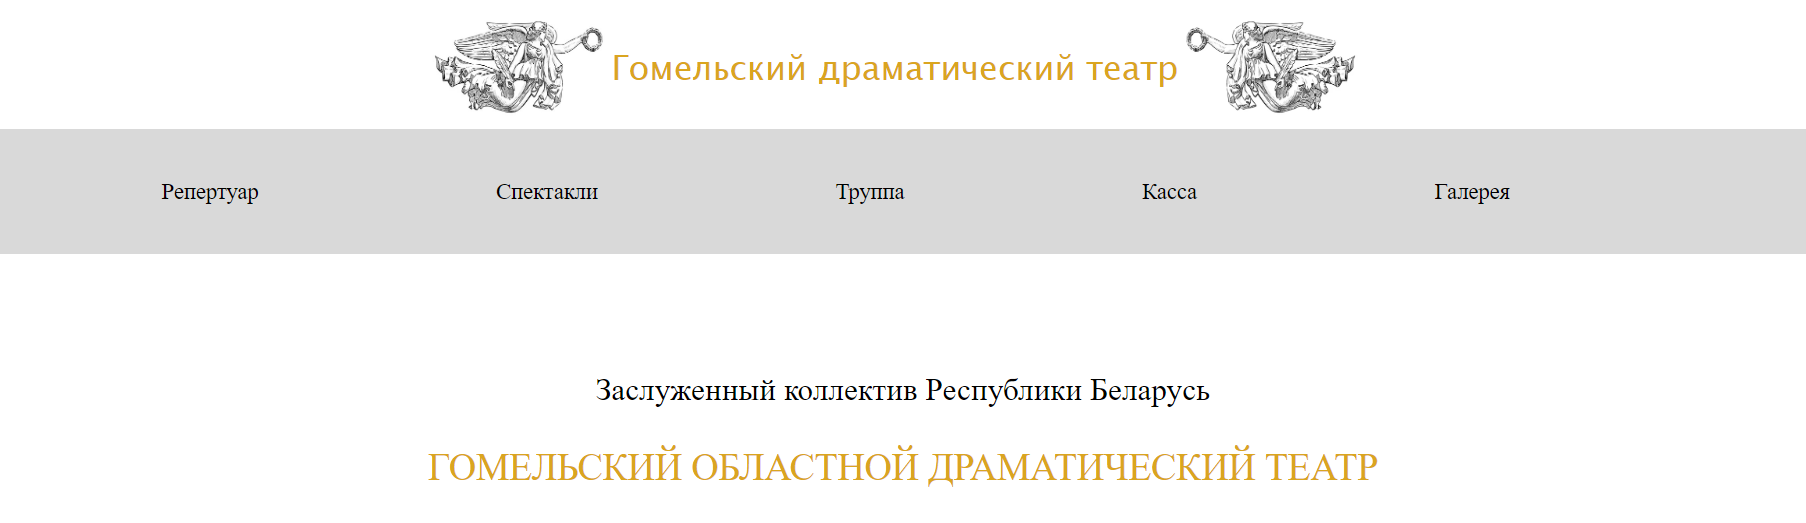 Гомельский драматический театр
Репертуар Спектакли Труппа Касса Галерея
Заслуженный коллектив Республики Беларусь
ГОМЕЛЬСКИЙ ОБЛАСТНОЙ ДРАМАТИЧЕСКИЙ ТЕАТР